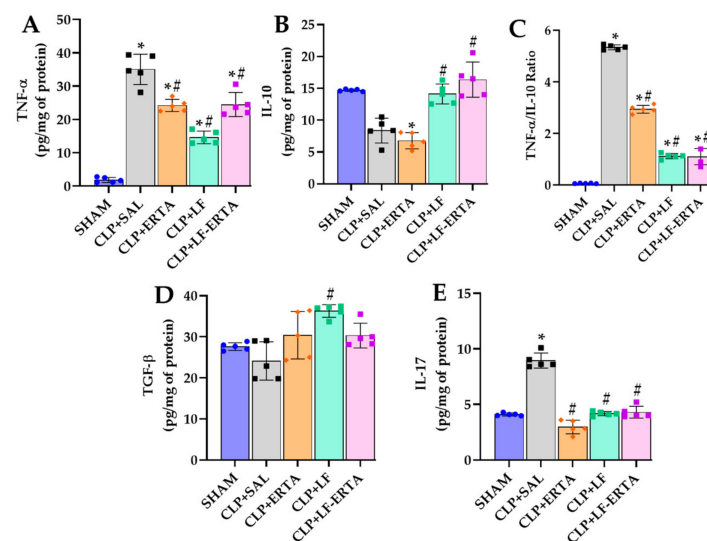 A
TNF-α
(pg/mg of protein)
50
40
30
20
10
0
*
*#
*#
*#
SHAM
CLP+SAL
CLP+ERTA
CLP+LF
CLP+LF-ERTA
B
IL-10
(pg/mg of protein)
25
20
15
10
5
0
*
#
#
SHAM
CLP+SAL
CLP+ERTA
CLP+LF
CLP+LF-ERTA
C
TNF-α/IL-10 Ratio
6
4
2
0
*
*#
*#
*#
SHAM
CLP+SAL
CLP+ERTA
CLP+LF
CLP+LF-ERTA
D
TGF-β
(pg/mg of protein)
40
30
20
10
0
#
SHAM
CLP+SAL
CLP+ERTA
CLP+LF
CLP+LF-ERTA
E
IL-17
(pg/mg of protein)
15
10
5
0
*
#
#
#
SHAM
CLP+SAL
CLP+ERTA
CLP+LF
CLP+LF-ERTA